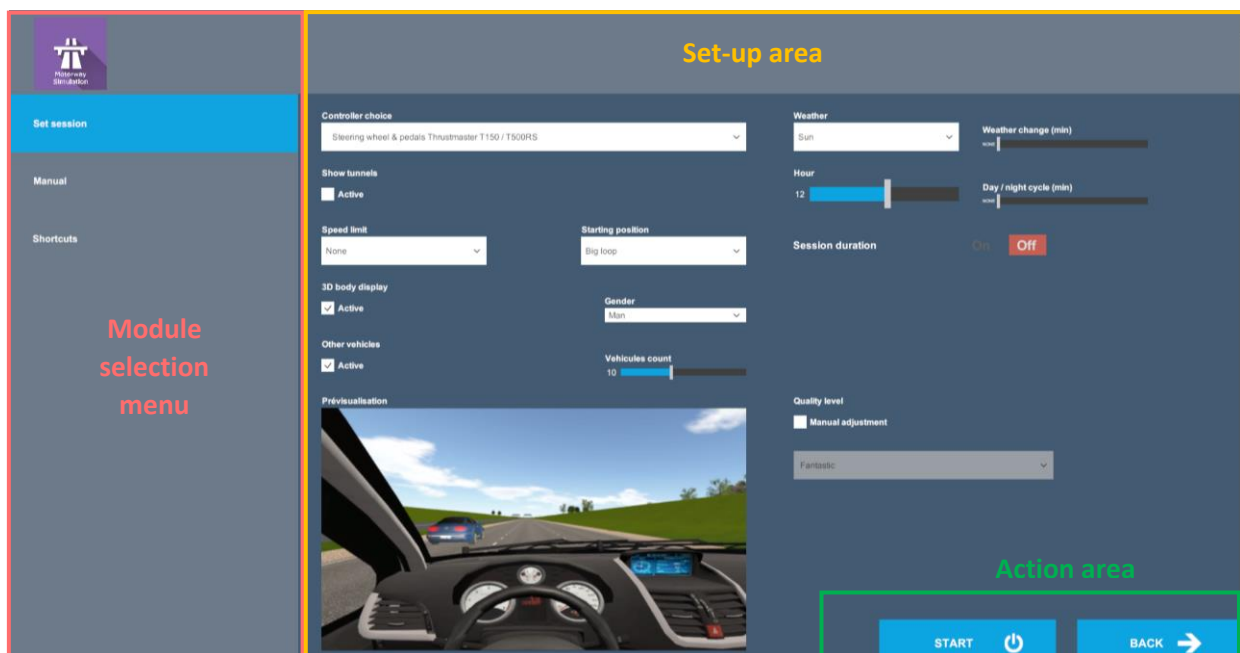 Motorway
Simulation
Set session
Manual
Shortcuts
Module
selection
menu
Set-up area
Controller choice
Steering wheel & pedals Thrustmaster T150 / T500RS
Show tunnels
Active
Speed limit
None
Starting position
Big loop
3D body display
Active
Gender
Man
Other vehicles
Active
Vehicules count
10
Prévisualisation
Weather
Sun
Weather change (min)
NONE
Hour
12
Day / night cycle (min)
NONE
Session duration
On
Off
Quality level
Manual adjustment
Fantastic
Action area
START
BACK